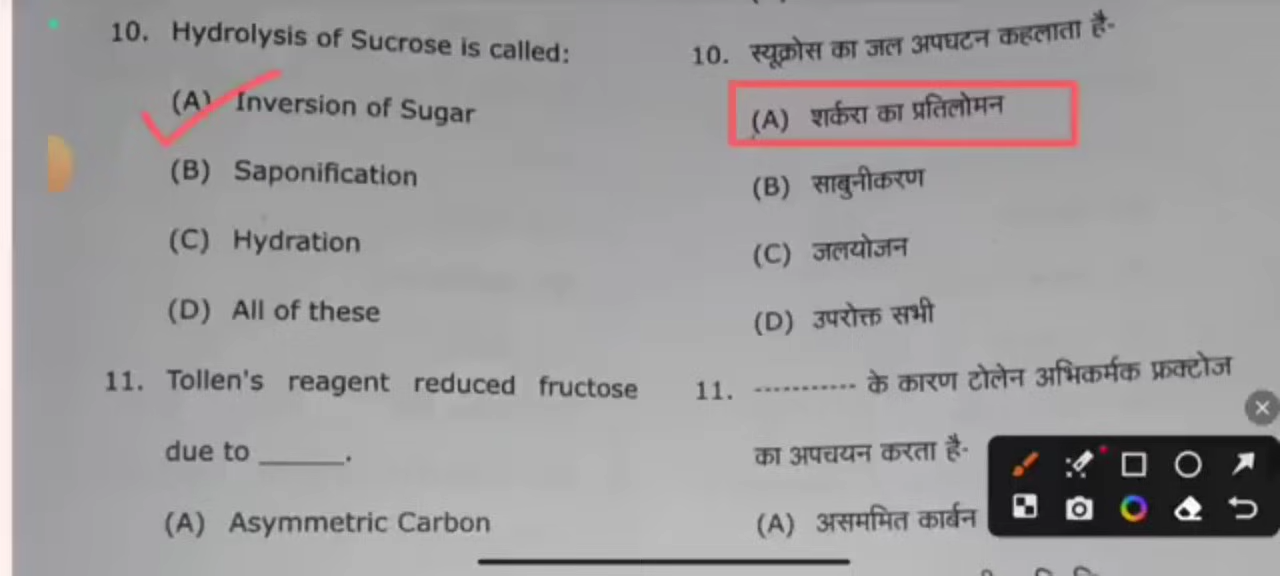 10. Hydrolysis of Sucrose is called:
(A) Inversion of Sugar
(B) Saponification
(C) Hydration
(D) All of these
11. Tollen's reagent reduced fructose
due to ______.
(A) Asymmetric Carbon
10. स्यूक्रोस का जल अपघटन कहलाता है-
(A) शर्करा का प्रतिलोमन
(B) साबुनीकरण
(C) जलयोजन
(D) उपरोक्त सभी
11. ----------- के कारण टोलेन अभिकर्मक फ्रक्टोज
का अपचयन करता है-
(A) असममित कार्बन